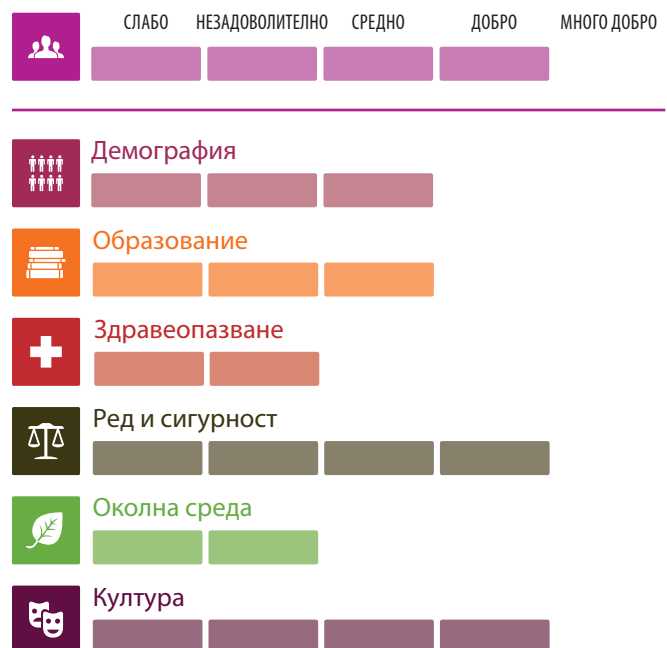 СЛАБО НЕЗАДОВОЛИТЕЛНО СРЕДНО ДОБРО МНОГО ДОБРО
Демография
Образование
Здравеопазване
Ред и сигурност
Околна среда
Култура